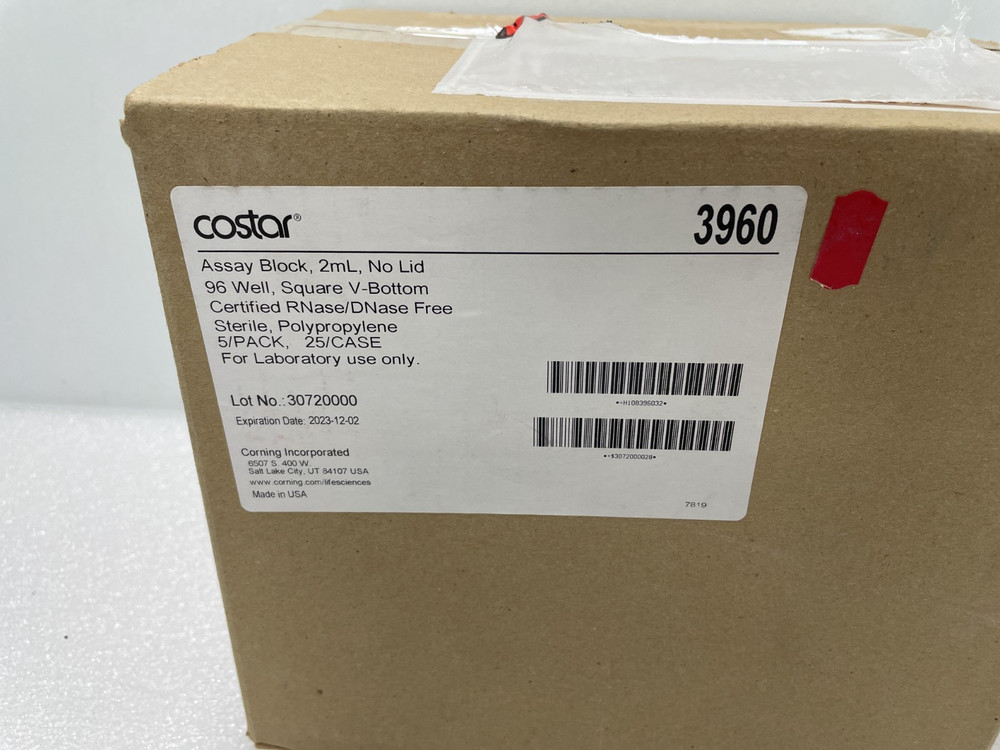 costar®
3960
Assay Block, 2mL, No Lid
96 Well, Square V-Bottom
Certified RNase/DNase Free
Sterile, Polypropylene
5/PACK, 25/CASE
For Laboratory use only.
Lot No.:30720000
Expiration Date: 2023-12-02
Corning Incorporated
6507 S. 400 W.
Salt Lake City, UT 84107 USA
www.corning.com/lifesciences
Made in USA
7819